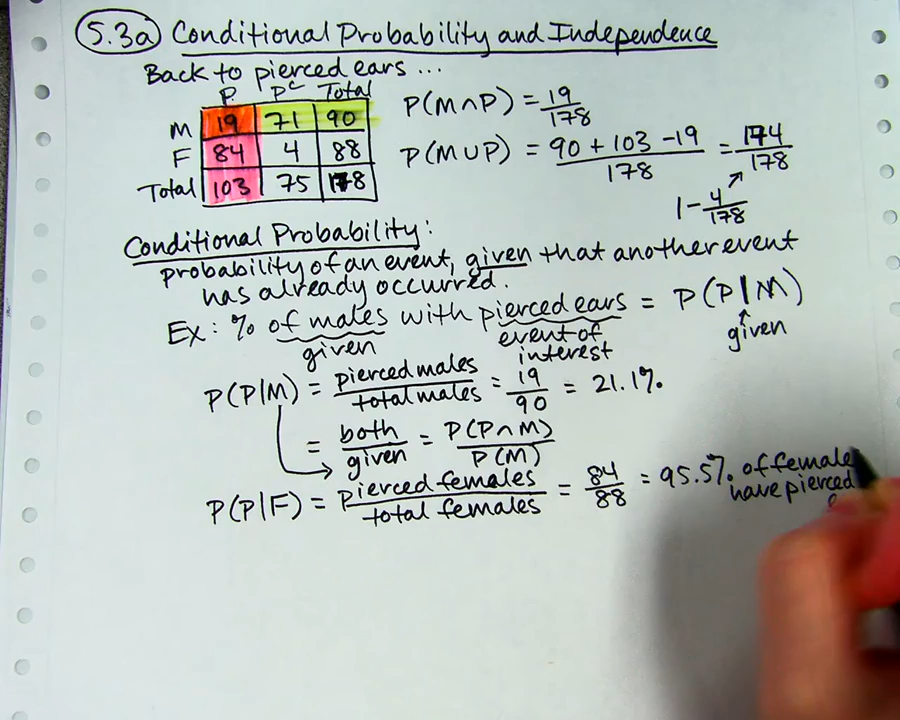 5.3a Conditional Probability and Independence
Back to pierced ears ...
P Pᶜ Total
M 19 71 90
F 84 4 88
Total 103 75 178
P(M∩P) = 19/178
P(M∪P) = 90 + 103 - 19 / 178 = 174/178
1 - 4/178
Conditional Probability:
probability of an event, given that another event
has already occurred.
Ex: % of males with pierced ears = P(P|M)
given event of interest given
P(P|M) = pierced males / total males = 19/90 = 21.1%
= both/given = P(P∩M)/P(M)
P(P|F) = pierced females / total females = 84/88 = 95.5% of female
have pierced